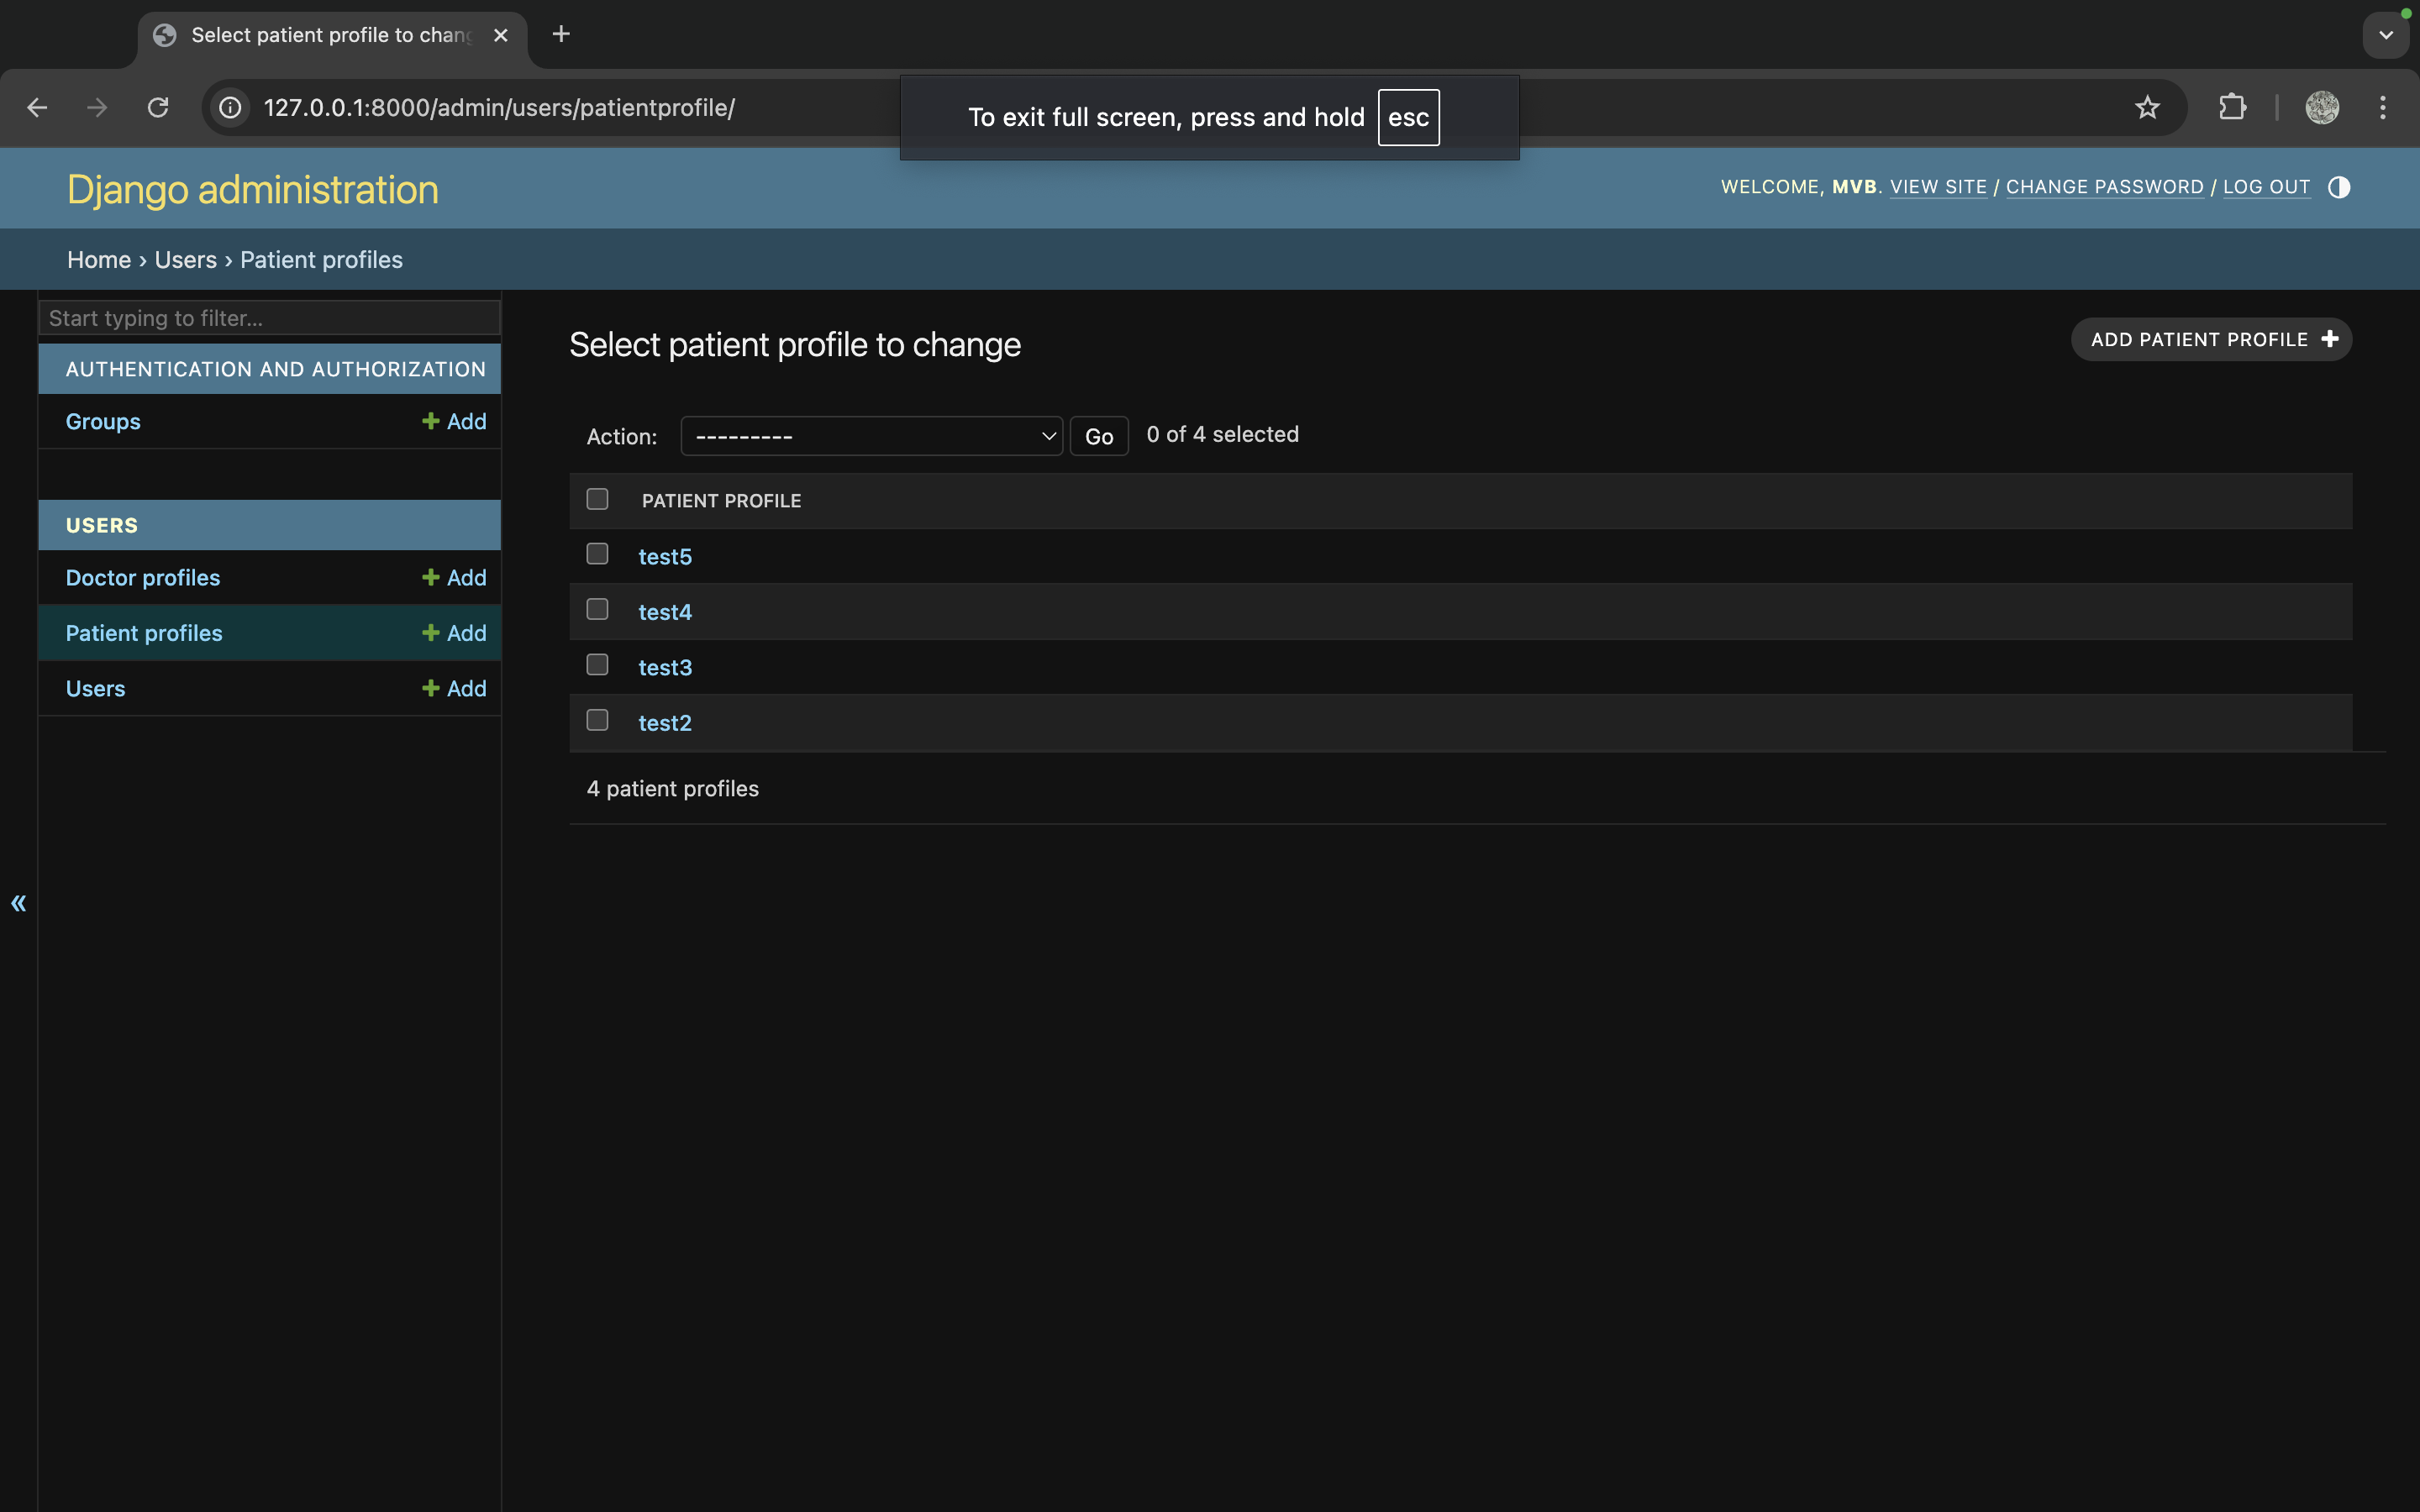 Select patient profile to chang
127.0.0.1:8000/admin/users/patientprofile/
To exit full screen, press and hold esc
Django administration
WELCOME, MVB. VIEW SITE / CHANGE PASSWORD / LOG OUT
Home › Users › Patient profiles
Start typing to filter...
AUTHENTICATION AND AUTHORIZATION
Groups + Add
USERS
Doctor profiles + Add
Patient profiles + Add
Users + Add
«
Select patient profile to change
ADD PATIENT PROFILE +
Action: --------- Go 0 of 4 selected
PATIENT PROFILE
test5
test4
test3
test2
4 patient profiles